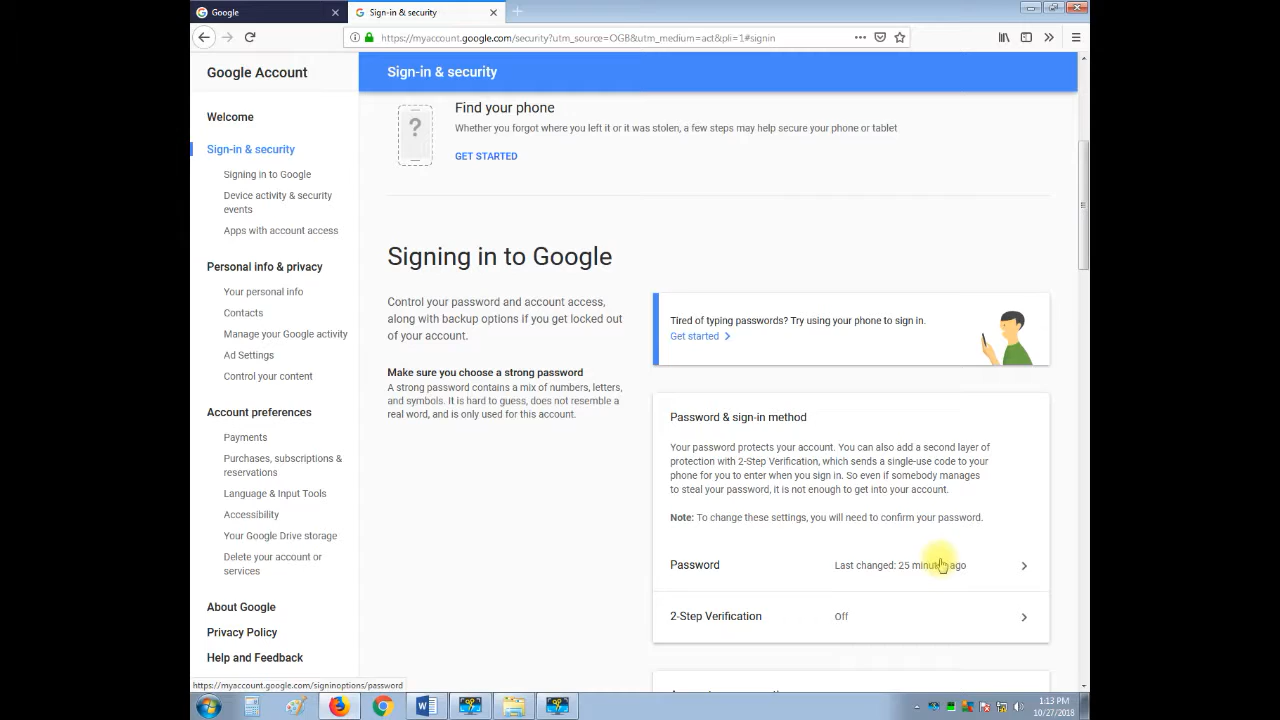 Google
Sign-in & security
https://myaccount.google.com/security?utm_source=OGB&utm_medium=act&pli=1#signin
Google Account
Sign-in & security
Welcome
Sign-in & security
Signing in to Google
Device activity & security
events
Apps with account access
Personal info & privacy
Your personal info
Contacts
Manage your Google activity
Ad Settings
Control your content
Account preferences
Payments
Purchases, subscriptions &
reservations
Language & Input Tools
Accessibility
Your Google Drive storage
Delete your account or
services
About Google
Privacy Policy
Help and Feedback
?
Find your phone
Whether you forgot where you left it or it was stolen, a few steps may help secure your phone or tablet
GET STARTED
Signing in to Google
Control your password and account access,
along with backup options if you get locked out
of your account.
Make sure you choose a strong password
A strong password contains a mix of numbers, letters,
and symbols. It is hard to guess, does not resemble a
real word, and is only used for this account.
Tired of typing passwords? Try using your phone to sign in.
Get started
Password & sign-in method
Your password protects your account. You can also add a second layer of
protection with 2-Step Verification, which sends a single-use code to your
phone for you to enter when you sign in. So even if somebody manages
to steal your password, it is not enough to get into your account.
Note: To change these settings, you will need to confirm your password.
Password Last changed: 25 minutes ago
2-Step Verification Off
https://myaccount.google.com/signinoptions/password
1:13 PM
10/27/2018